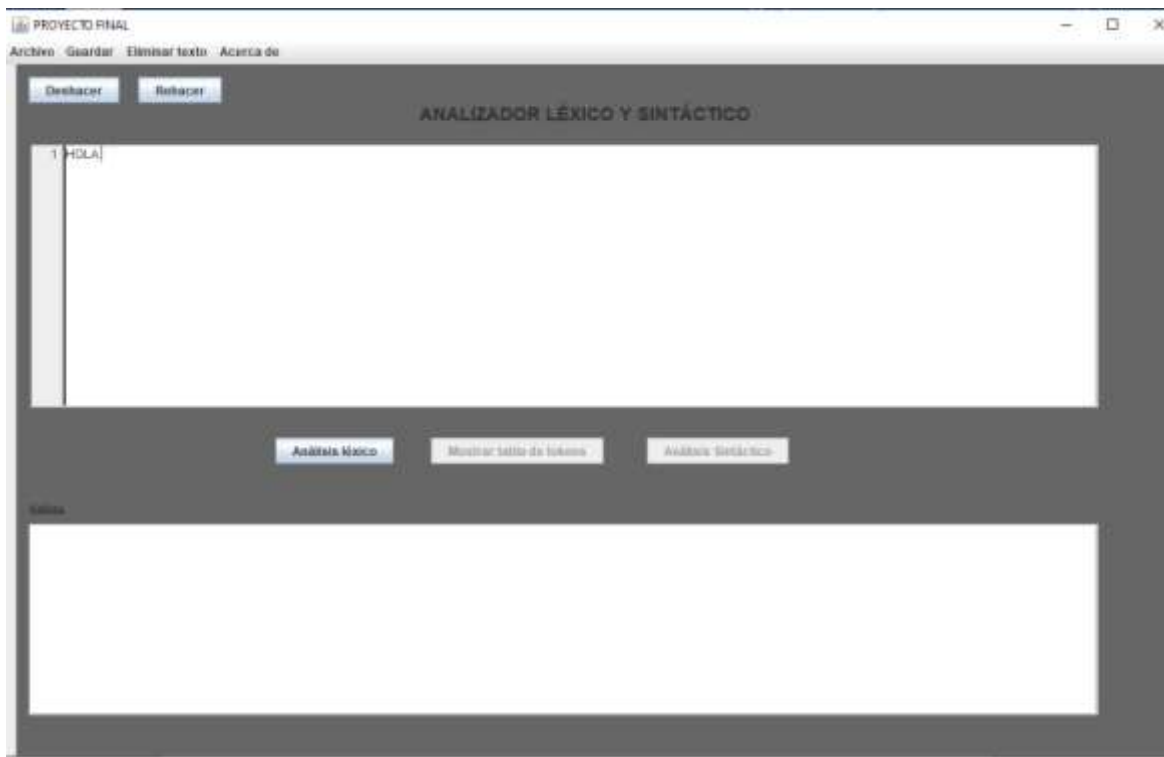 PROYECTO FINAL
Archivo Guardar Eliminar texto Acerca de
Deshacer Rehacer
ANALIZADOR LÉXICO Y SINTÁCTICO
1 HOLA
Análisis léxico Mostrar tabla de tokens Análisis Sintáctico
Salida